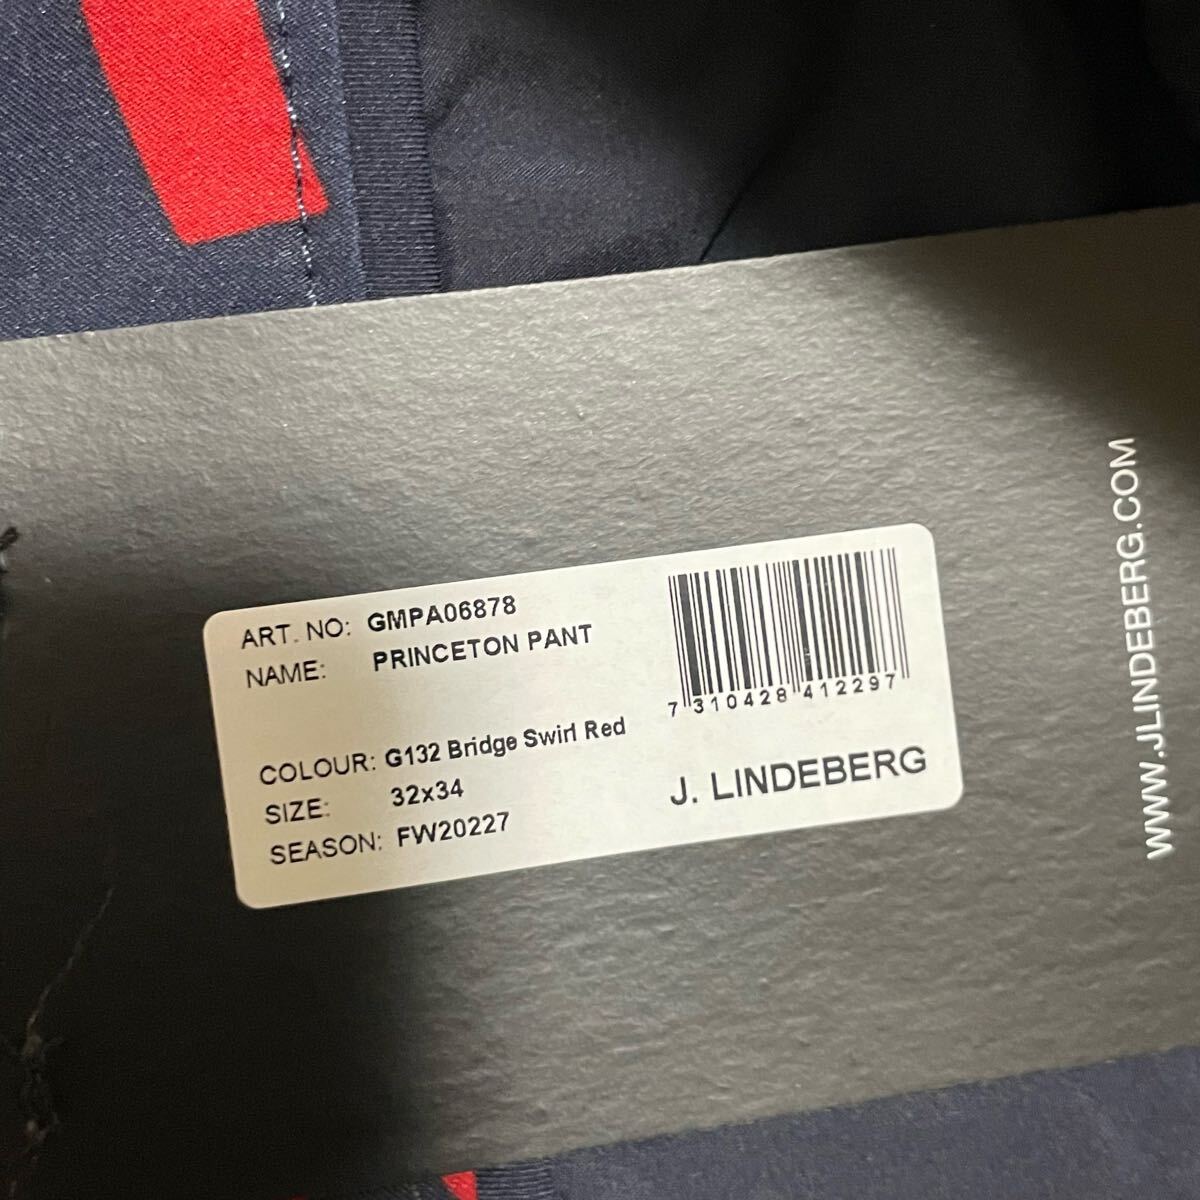 ART. NO: GMPA06878
NAME: PRINCETON PANT
COLOUR: G132 Bridge Swirl Red
SIZE: 32x34
SEASON: FW20227
7 310428 412297
J. LINDEBERG
WWW.JLINDEBERG.COM